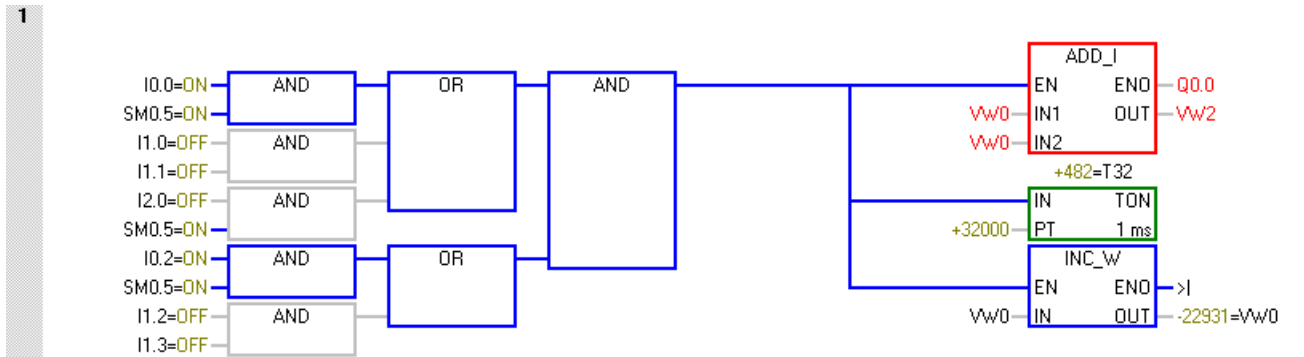 1
ADD_I
I0.0=ON AND OR AND EN ENO Q0.0
SM0.5=ON VW0 IN1 OUT VW2
I1.0=OFF AND VW0 IN2
I1.1=OFF +482=T32
I2.0=OFF AND IN TON
SM0.5=ON +32000 PT 1 ms
I0.2=ON AND OR INC_W
SM0.5=ON EN ENO
I1.2=OFF AND VW0 IN OUT -22931=VW0
I1.3=OFF